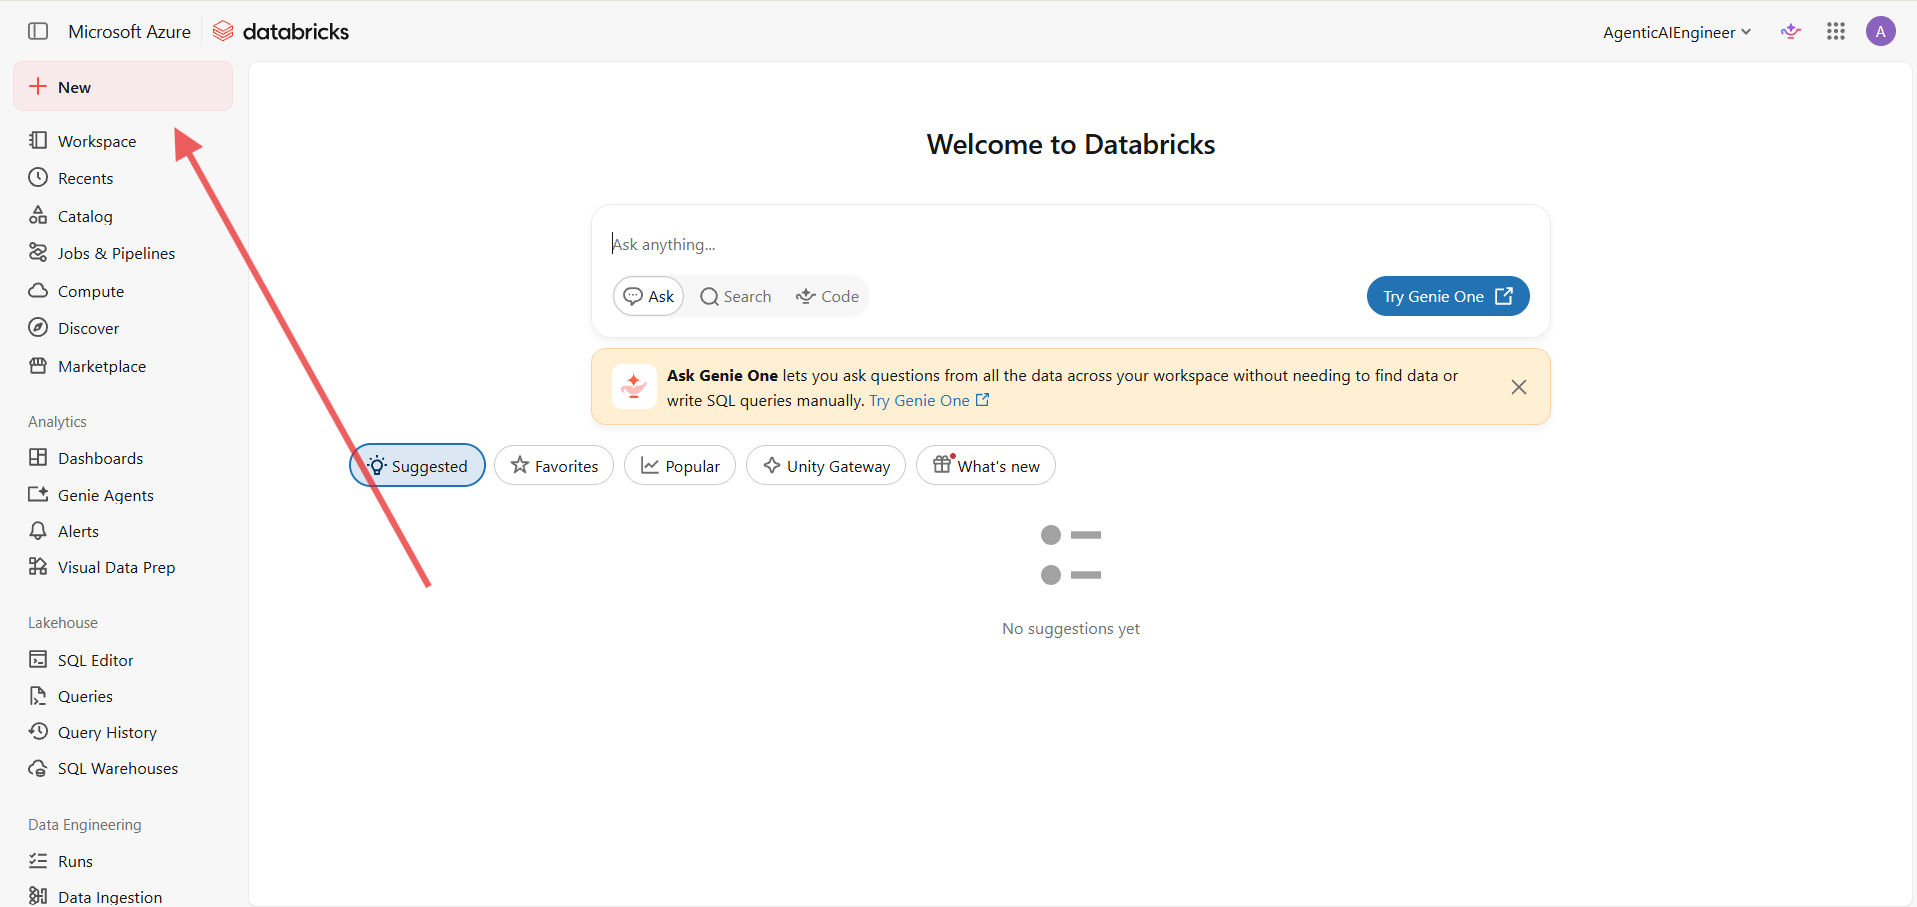 Microsoft Azure
databricks
AgenticAIEngineer
A
New
Workspace
Recents
Catalog
Jobs & Pipelines
Compute
Discover
Marketplace
Analytics
Dashboards
Genie Agents
Alerts
Visual Data Prep
Lakehouse
SQL Editor
Queries
Query History
SQL Warehouses
Data Engineering
Runs
Data Ingestion
Welcome to Databricks
Ask anything...
Ask
Search
Code
Try Genie One
Ask Genie One lets you ask questions from all the data across your workspace without needing to find data or
write SQL queries manually. Try Genie One
Suggested
Favorites
Popular
Unity Gateway
What's new
No suggestions yet